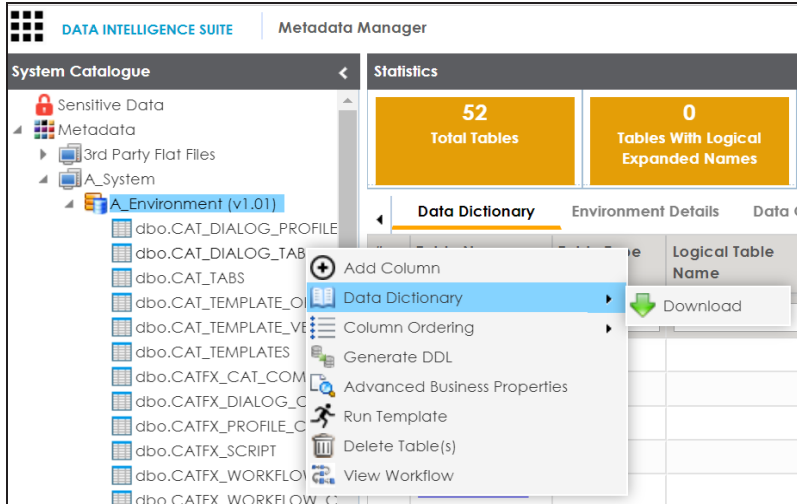 DATA INTELLIGENCE SUITE
Metadata Manager
System Catalogue
Statistics
Sensitive Data
Metadata
3rd Party Flat Files
A_System
A_Environment (v1.01)
dbo.CAT_DIALOG_PROFILE
dbo.CAT_DIALOG_TAB
dbo.CAT_TABS
dbo.CAT_TEMPLATE_O
dbo.CAT_TEMPLATE_VE
dbo.CAT_TEMPLATES
dbo.CATFX_CAT_COM
dbo.CATFX_DIALOG_C
dbo.CATFX_PROFILE_C
dbo.CATFX_SCRIPT
dbo.CATFX_WORKFLOW
dbo.CATFX_WORKFLOW_C
52
Total Tables
0
Tables With Logical
Expanded Names
Data Dictionary
Environment Details
Data
Logical Table
Name
Add Column
Data Dictionary
Column Ordering
Generate DDL
Advanced Business Properties
Run Template
Delete Table(s)
View Workflow
Download